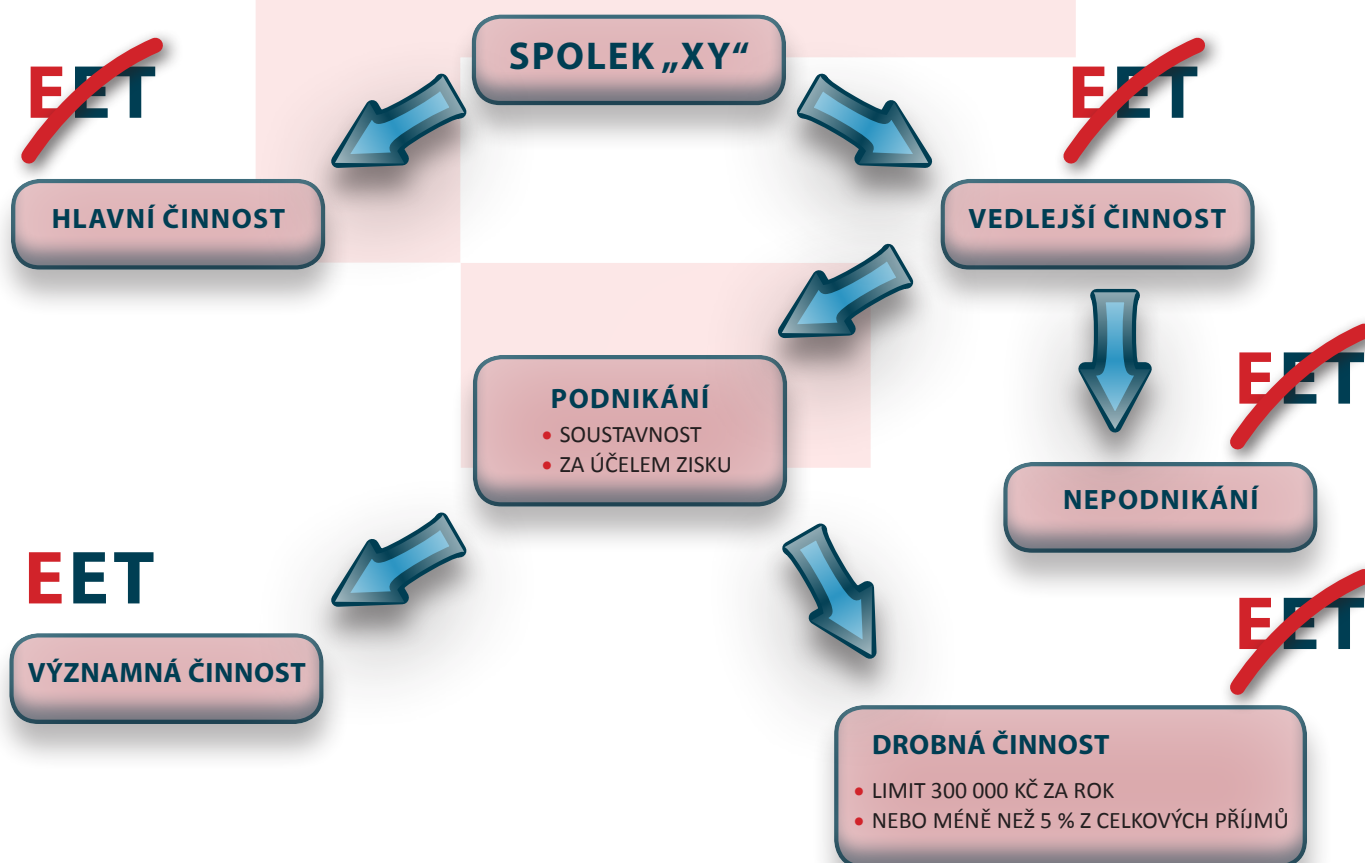 SPOLEK „XY“
EET
EET
HLAVNÍ ČINNOST
VEDLEJŠÍ ČINNOST
PODNIKÁNÍ
• SOUSTAVNOST
• ZA ÚČELEM ZISKU
EET
NEPODNIKÁNÍ
EET
VÝZNAMNÁ ČINNOST
EET
DROBNÁ ČINNOST
• LIMIT 300 000 KČ ZA ROK
• NEBO MÉNĚ NEŽ 5 % Z CELKOVÝCH PŘÍJMŮ